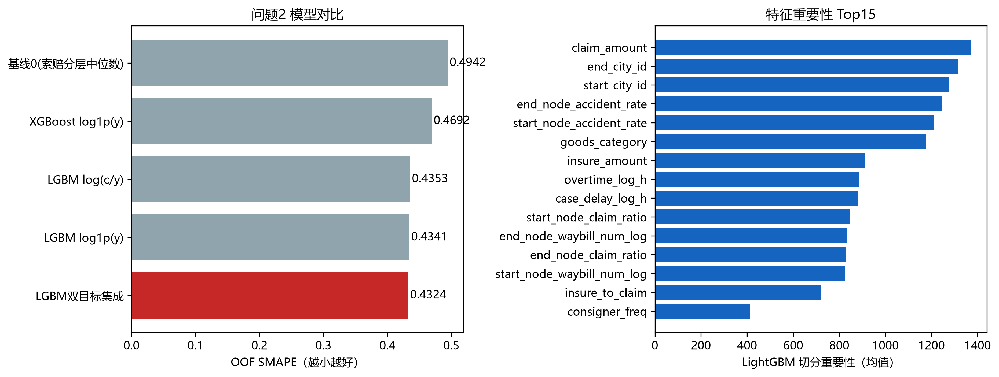 问题2 模型对比
基线0(索赔分层中位数)
0.4942
XGBoost log1p(y)
0.4692
LGBM log(c/y)
0.4353
LGBM log1p(y)
0.4341
LGBM双目标集成
0.4324
0.0 0.1 0.2 0.3 0.4 0.5
OOF SMAPE（越小越好）
特征重要性 Top15
claim_amount
end_city_id
start_city_id
end_node_accident_rate
start_node_accident_rate
goods_category
insure_amount
overtime_log_h
case_delay_log_h
start_node_claim_ratio
end_node_waybill_num_log
end_node_claim_ratio
start_node_waybill_num_log
insure_to_claim
consigner_freq
0 200 400 600 800 1000 1200 1400
LightGBM 切分重要性（均值）